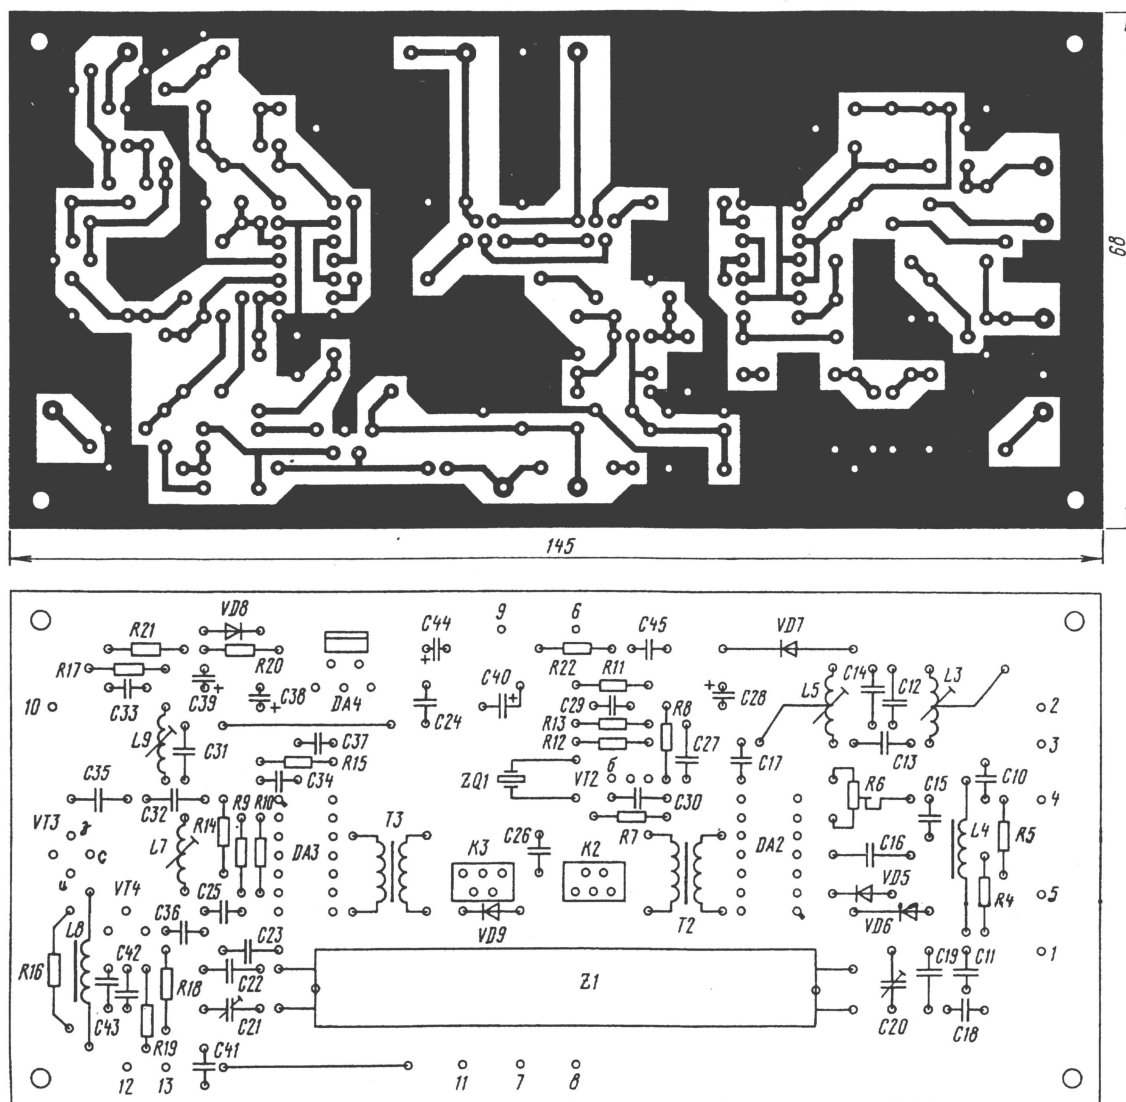 68
145
VD8
9
6
C44
C45
VD7
R21
R17
R20
R22
R11
C14
C12
L3
L5
C33
C39
C38
DA4
C40
C29
C28
10
C24
R13
R8
2
L9
C31
C37
R12
C27
C17
C13
3
R15
C35
C34
ZQ1
VT2
б
R6
C15
C10
C32
R9
R10
C30
4
VT3
з
R14
T3
R7
L4
R5
L7
DA3
C26
DA2
с
K3
K2
C16
и
VT4
C25
VD5
R4
5
C36
VD9
T2
VD6
L8
C23
C42
R16
R18
C22
Z1
C19
C11
1
C43
C21
C20
C18
R19
C41
12
13
11
7
8